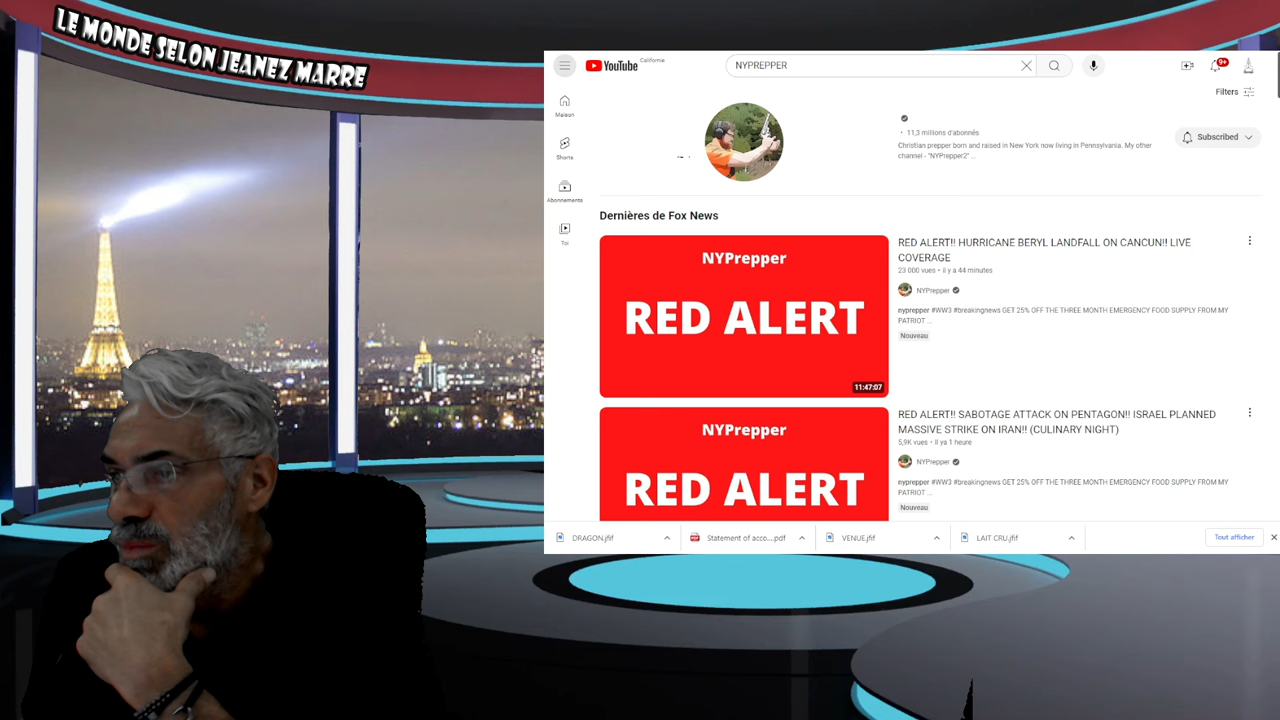 LE MONDE SELON JEANEZ MARRE
YouTube
Californie
NYPREPPER
9+
Filters
Maison
Shorts
Abonnements
Toi
• 11,3 millions d'abonnés
Christian prepper born and raised in New York now living in Pennsylvania. My other
channel - "NYPrepper2" ...
Subscribed
Dernières de Fox News
NYPrepper
RED ALERT
11:47:07
RED ALERT!! HURRICANE BERYL LANDFALL ON CANCUN!! LIVE
COVERAGE
23 000 vues • il y a 44 minutes
NYPrepper
nyprepper #WW3 #breakingnews GET 25% OFF THE THREE MONTH EMERGENCY FOOD SUPPLY FROM MY
PATRIOT ...
Nouveau
NYPrepper
RED ALERT
RED ALERT!! SABOTAGE ATTACK ON PENTAGON!! ISRAEL PLANNED
MASSIVE STRIKE ON IRAN!! (CULINARY NIGHT)
5,9K vues • Il ya 1 heure
NYPrepper
nyprepper #WW3 #breakingnews GET 25% OFF THE THREE MONTH EMERGENCY FOOD SUPPLY FROM MY
PATRIOT ...
Nouveau
DRAGON.jfif
Statement of acco....pdf
VENUE.jfif
LAIT CRU.jfif
Tout afficher